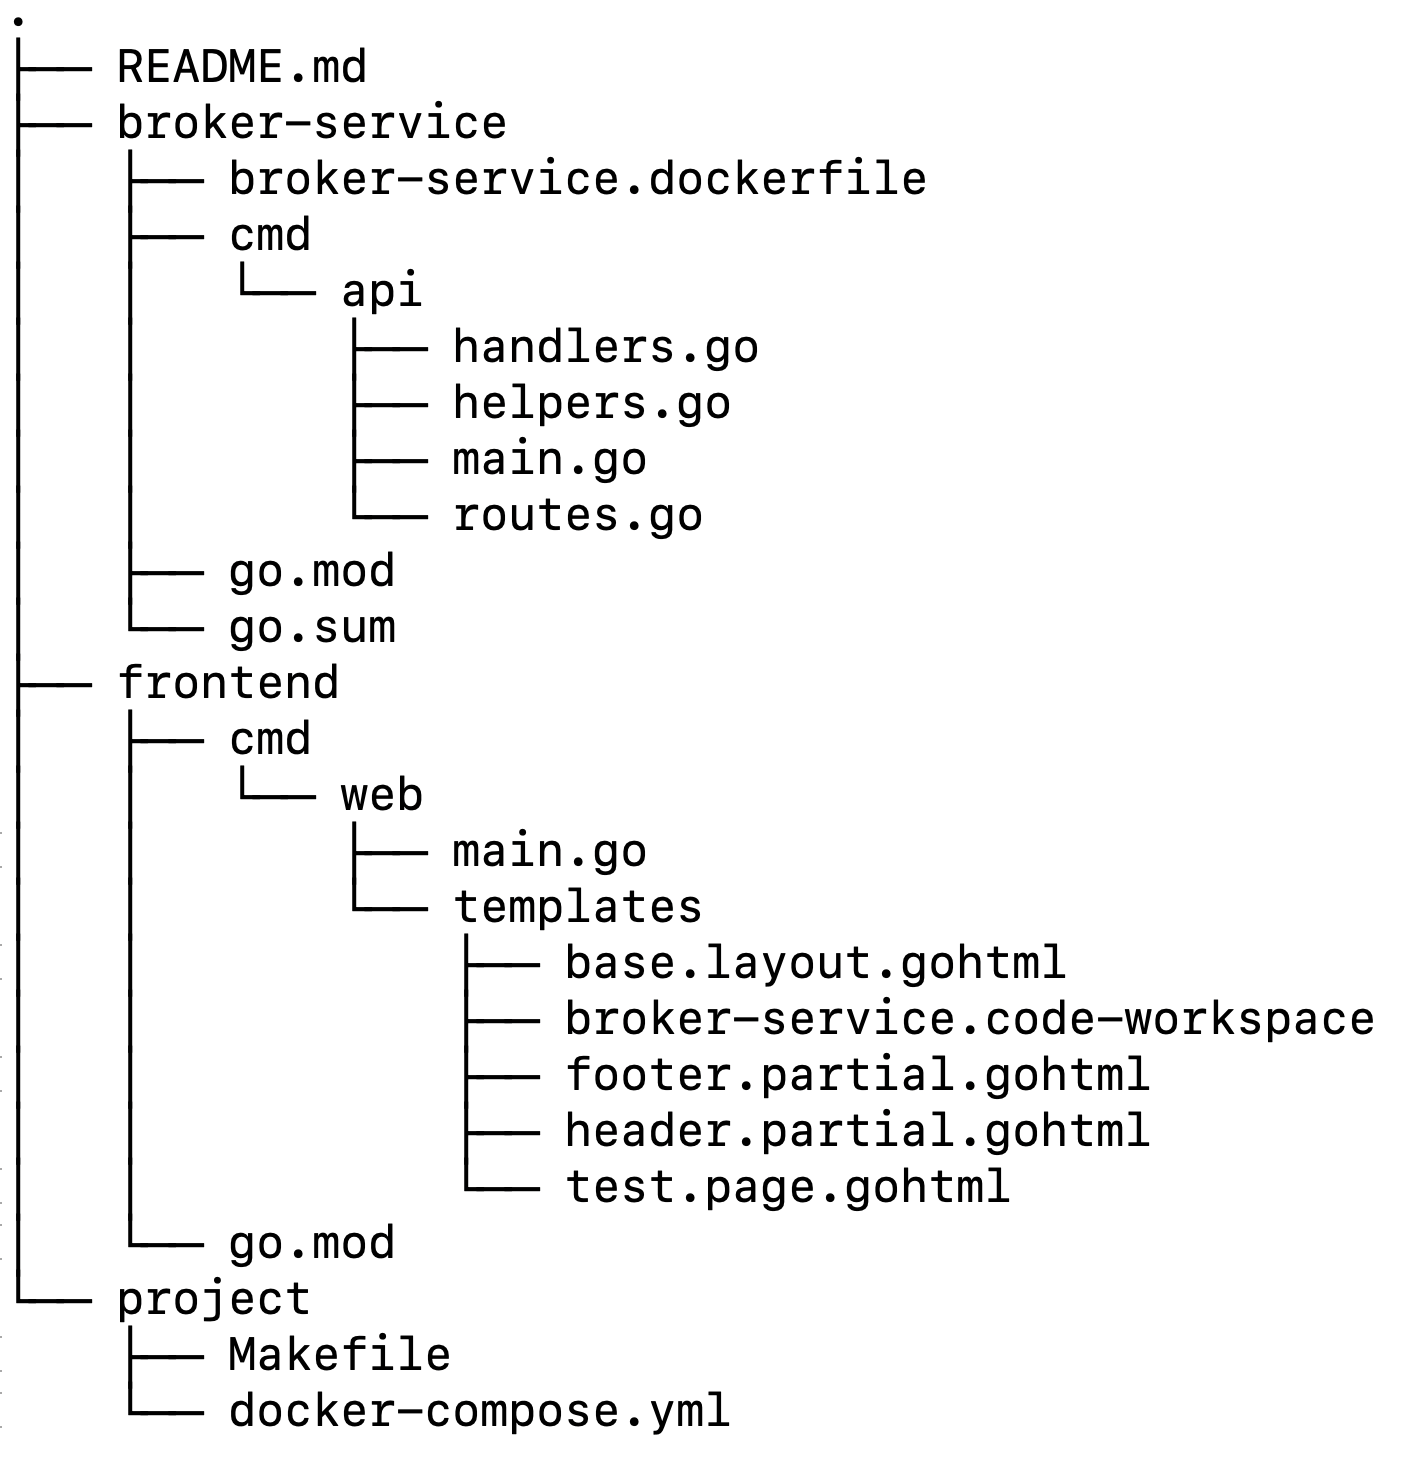 .
├── README.md
├── broker-service
│   ├── broker-service.dockerfile
│   ├── cmd
│   │   └── api
│   │       ├── handlers.go
│   │       ├── helpers.go
│   │       ├── main.go
│   │       └── routes.go
│   ├── go.mod
│   └── go.sum
├── frontend
│   ├── cmd
│   │   └── web
│   │       ├── main.go
│   │       └── templates
│   │           ├── base.layout.gohtml
│   │           ├── broker-service.code-workspace
│   │           ├── footer.partial.gohtml
│   │           ├── header.partial.gohtml
│   │           └── test.page.gohtml
│   └── go.mod
└── project
    ├── Makefile
    └── docker-compose.yml